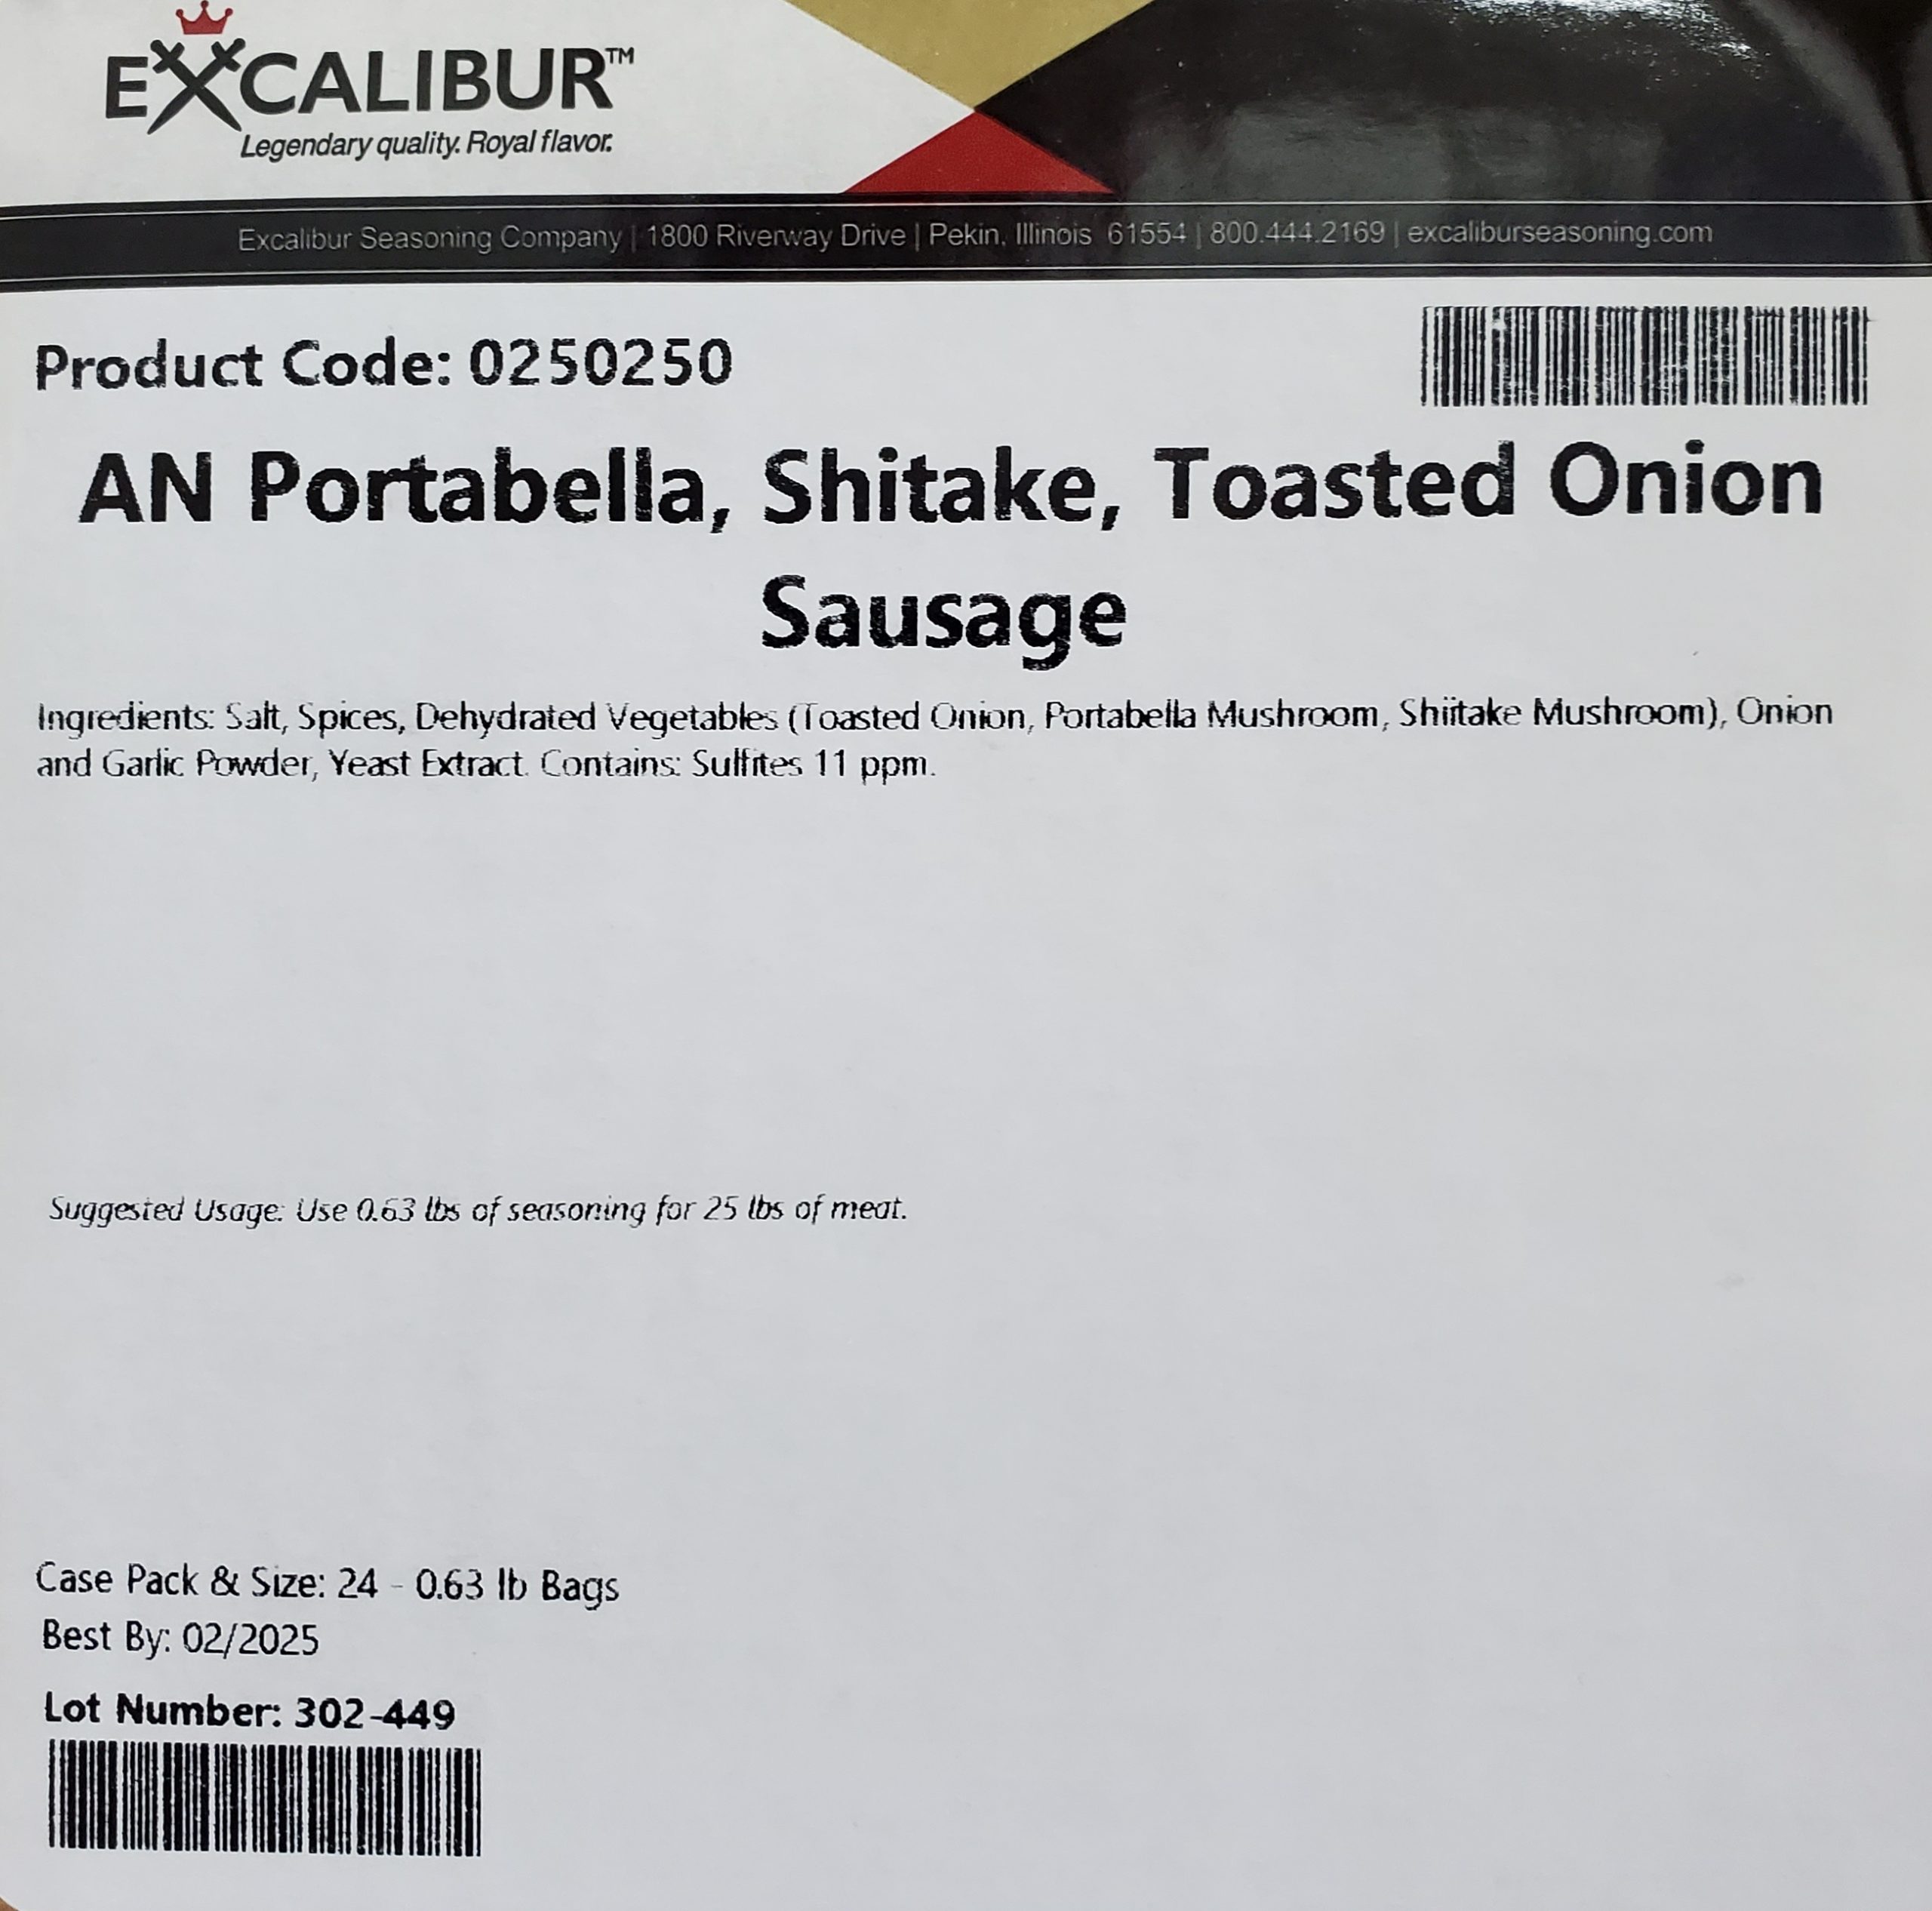 EXCALIBUR™
Legendary quality. Royal flavor.
Excalibur Seasoning Company | 1800 Riverway Drive | Pekin, Illinois 61554 | 800.444.2169 | excaliburseasoning.com
Product Code: 0250250
AN Portabella, Shitake, Toasted Onion
Sausage
Ingredients: Salt, Spices, Dehydrated Vegetables (Toasted Onion, Portabella Mushroom, Shiitake Mushroom), Onion
and Garlic Powder, Yeast Extract. Contains: Sulfites 11 ppm.
Suggested Usage: Use 0.63 lbs of seasoning for 25 lbs of meat.
Case Pack & Size: 24 - 0.63 lb Bags
Best By: 02/2025
Lot Number: 302-449